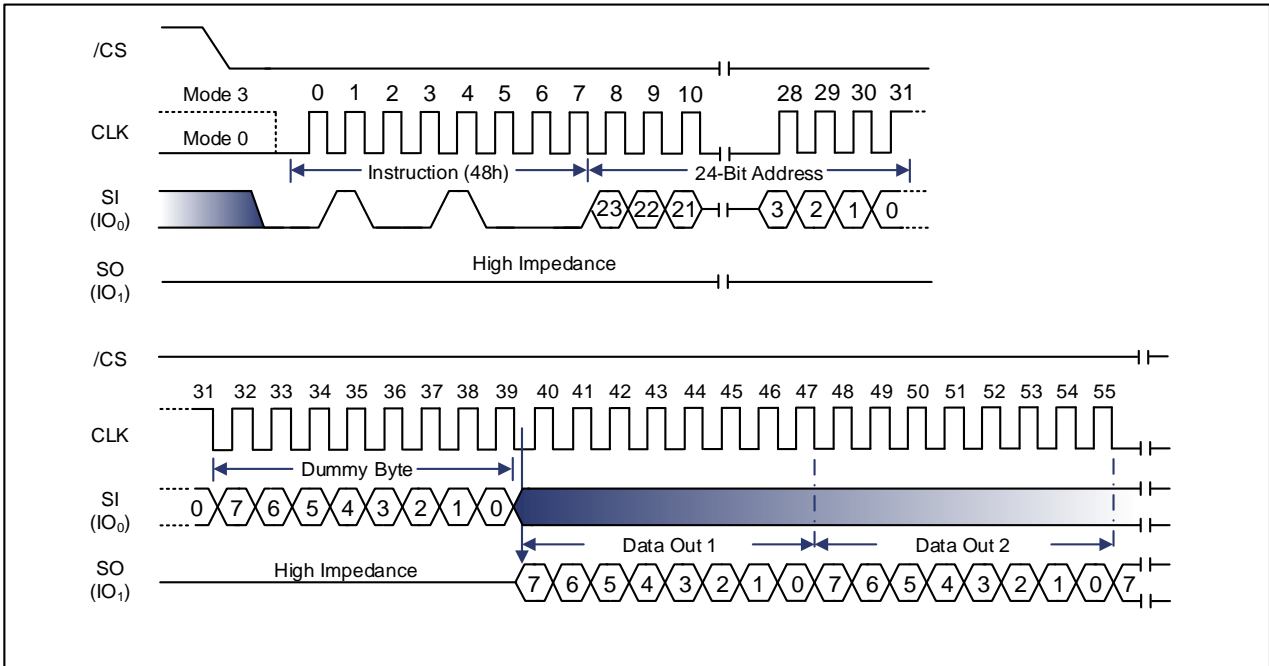 /CS
Mode 3
0 1 2 3 4 5 6 7 8 9 10 28 29 30 31
CLK
Mode 0
Instruction (48h)
24-Bit Address
SI
(IO0)
23 22 21 3 2 1 0
High Impedance
SO
(IO1)
/CS
31 32 33 34 35 36 37 38 39 40 41 42 43 44 45 46 47 48 49 50 51 52 53 54 55
CLK
Dummy Byte
SI
(IO0)
0 7 6 5 4 3 2 1 0
Data Out 1
Data Out 2
High Impedance
SO
(IO1)
7 6 5 4 3 2 1 0 7 6 5 4 3 2 1 0 7